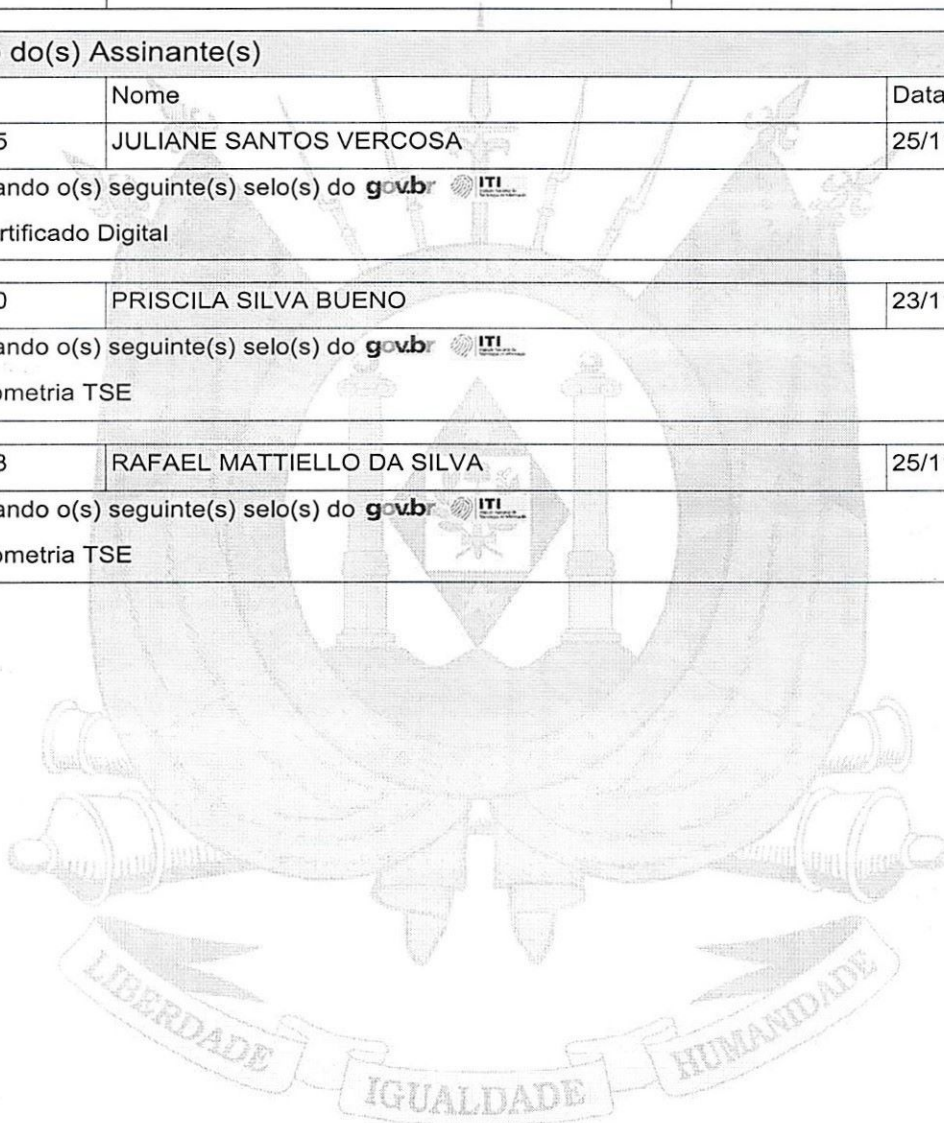 do(s) Assinante(s)
Nome Data
5 JULIANE SANTOS VERCOSA 25/1
ando o(s) seguinte(s) selo(s) do gov.br ITI
rtificado Digital
0 PRISCILA SILVA BUENO 23/1
ando o(s) seguinte(s) selo(s) do gov.br ITI
ometria TSE
3 RAFAEL MATTIELLO DA SILVA 25/1
ando o(s) seguinte(s) selo(s) do gov.br ITI
ometria TSE
LIBERDADE
IGUALDADE
HUMANIDADE